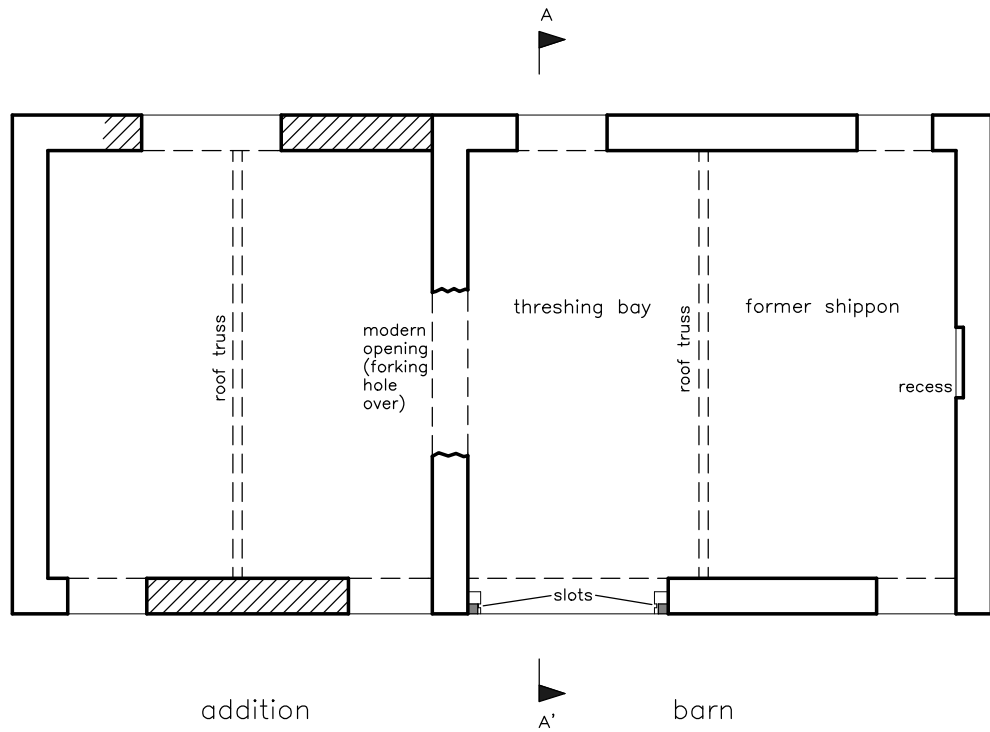 A
threshing bay
former shippon
roof truss
modern
opening
(forking
hole
over)
roof truss
recess
slots
A'
addition
barn